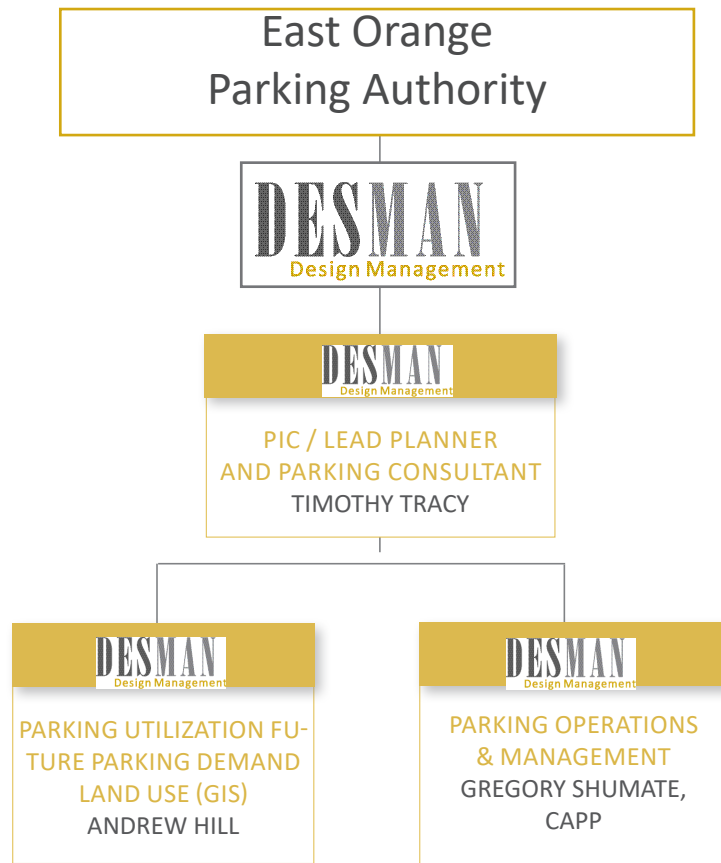 East Orange
Parking Authority
DESMAN
Design Management
DESMAN
Design Management
PIC / LEAD PLANNER
AND PARKING CONSULTANT
TIMOTHY TRACY
DESMAN
Design Management
PARKING UTILIZATION FU-
TURE PARKING DEMAND
LAND USE (GIS)
ANDREW HILL
DESMAN
Design Management
PARKING OPERATIONS
& MANAGEMENT
GREGORY SHUMATE,
CAPP